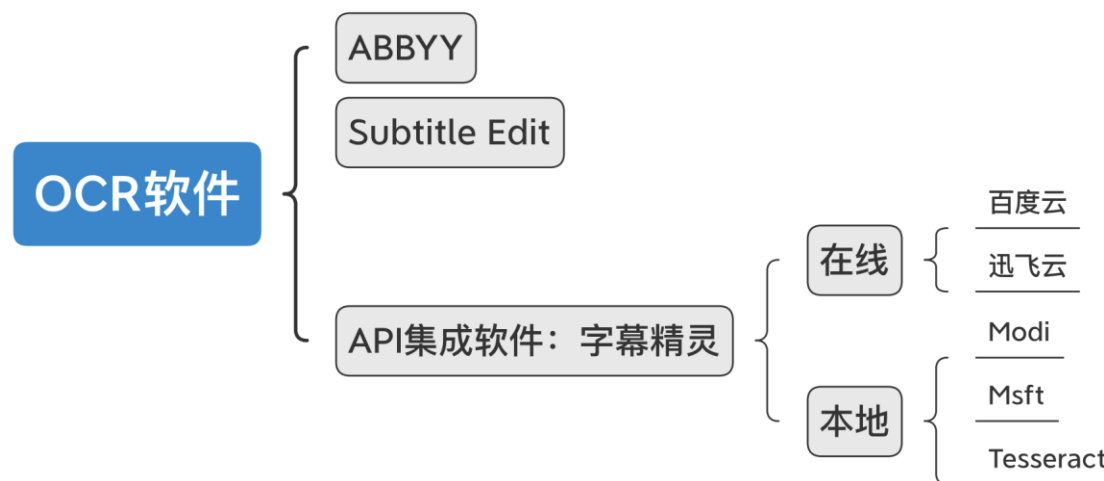 OCR软件
ABBYY
Subtitle Edit
API集成软件：字幕精灵
在线
百度云
迅飞云
本地
Modi
Msft
Tesseract